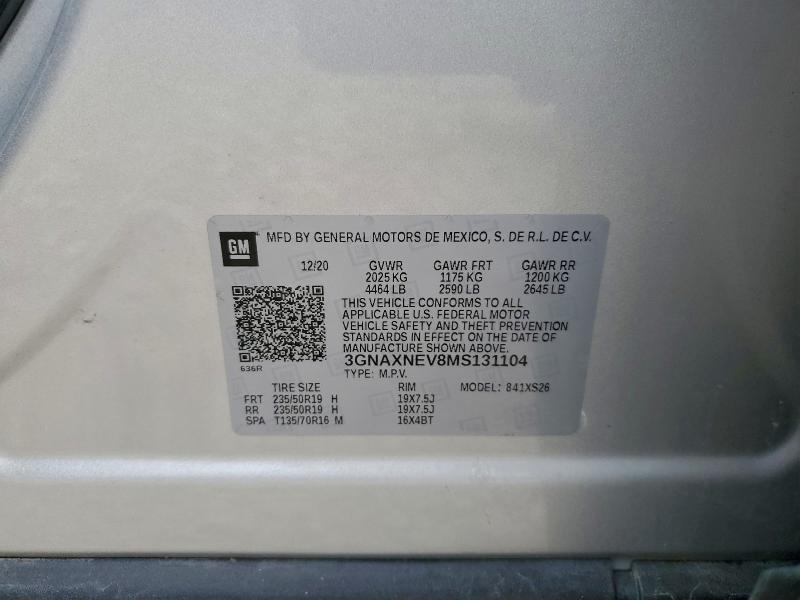 GM
MFD BY GENERAL MOTORS DE MEXICO, S. DE R.L. DE C.V.
12/20 GVWR GAWR FRT GAWR RR
2025 KG 1175 KG 1200 KG
4464 LB 2590 LB 2645 LB
THIS VEHICLE CONFORMS TO ALL
APPLICABLE U.S. FEDERAL MOTOR
VEHICLE SAFETY AND THEFT PREVENTION
STANDARDS IN EFFECT ON THE DATE OF
MANUFACTURE SHOWN ABOVE.
3GNAXNEV8MS131104
636R
TYPE: M.P.V.
TIRE SIZE RIM MODEL: 841XS26
FRT 235/50R19 H 19X7.5J
RR 235/50R19 H 19X7.5J
SPA T135/70R16 M 16X4BT